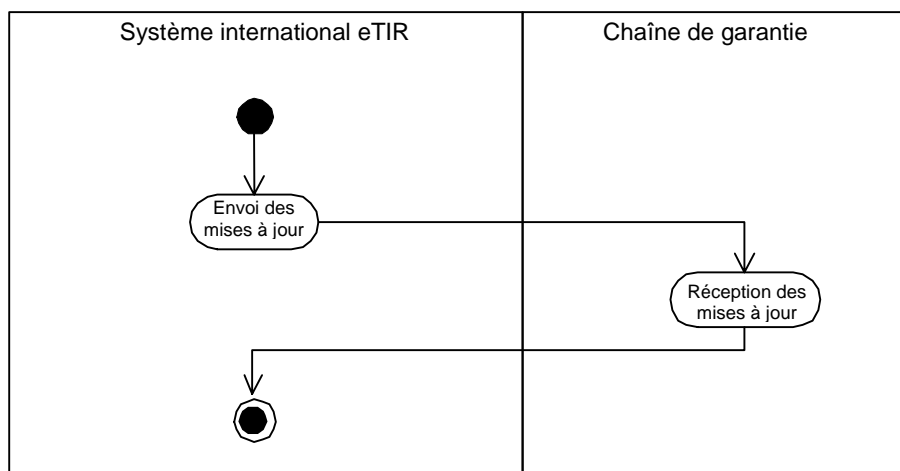 Système international eTIR
Chaîne de garantie
Envoi des
mises à jour
Réception des
mises à jour